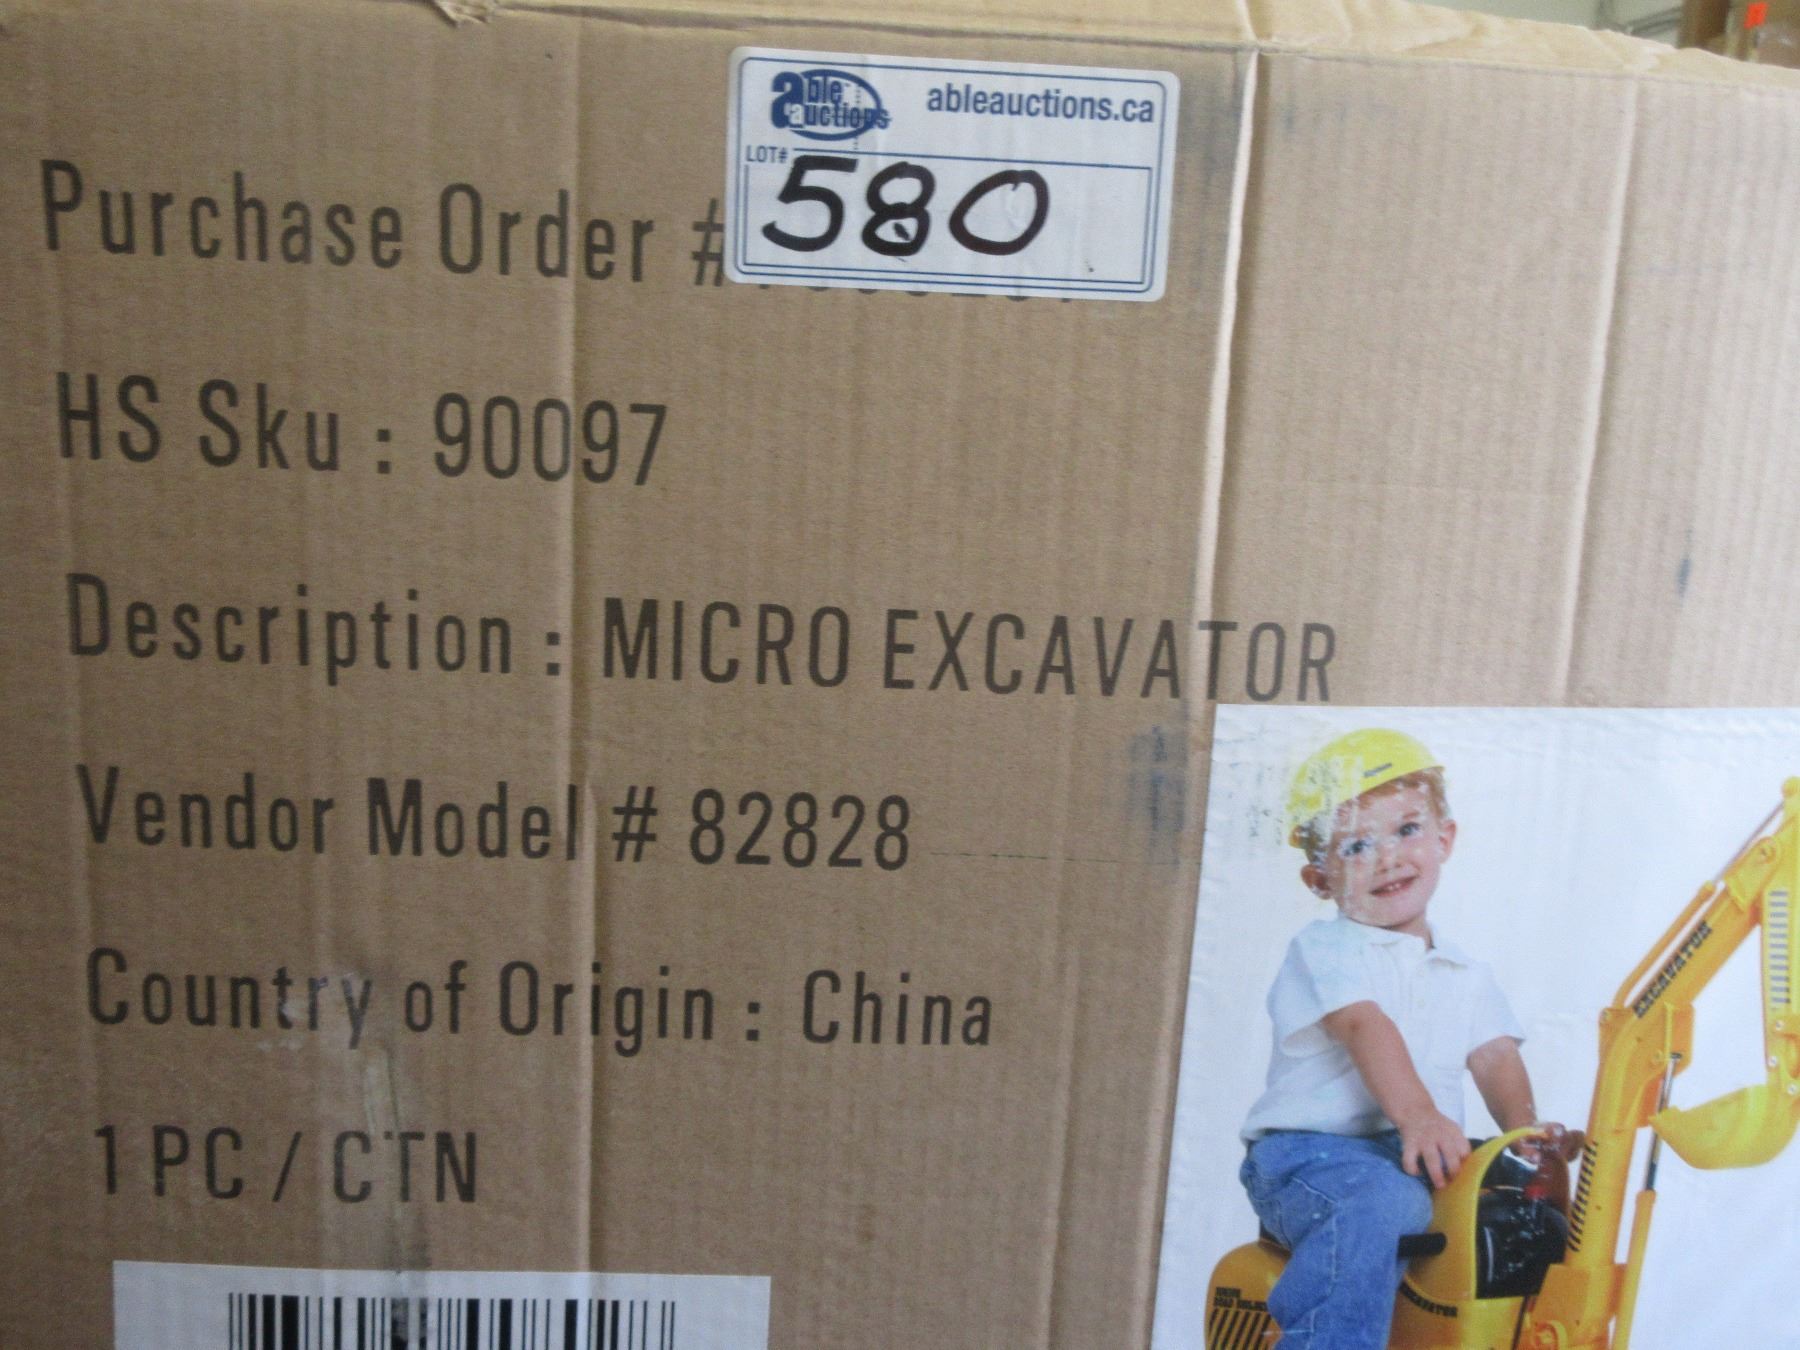 able auctions
ableauctions.ca
LOT#
580
Purchase Order #
HS Sku : 90097
Description : MICRO EXCAVATOR
Vendor Model # 82828
Country of Origin : China
1 PC / CTN
EXCAVATOR
EXCAVATOR